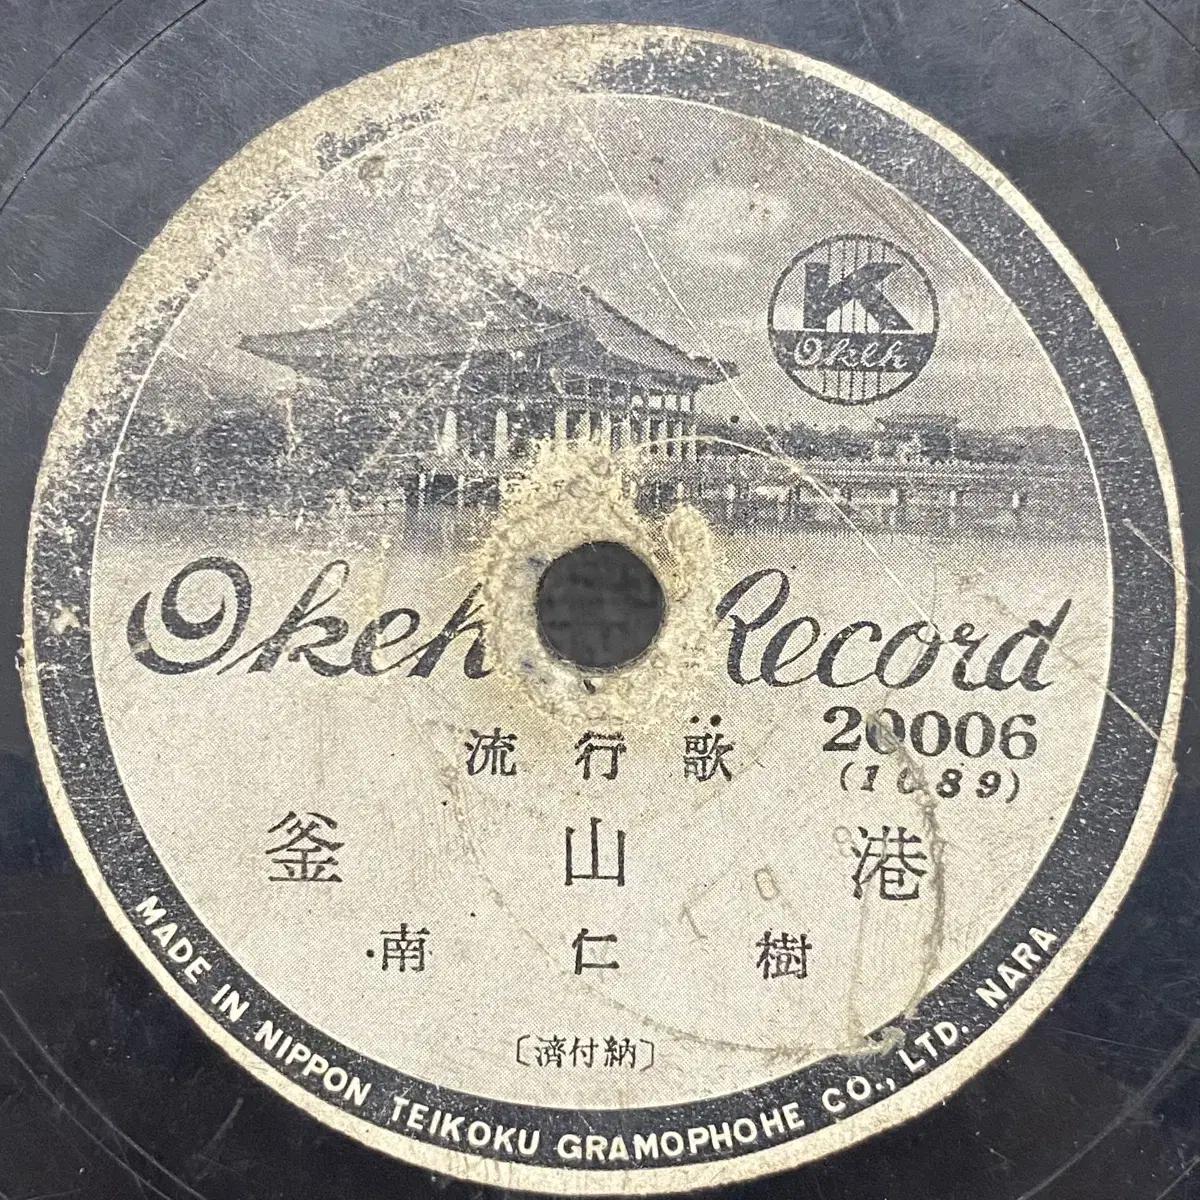 K
Okeh
Okeh Record
20006
(1089)
流行歌
釜山港
南仁樹
〔濟付納〕
MADE IN NIPPON TEIKOKU GRAMOPHOHE CO., LTD. NARA